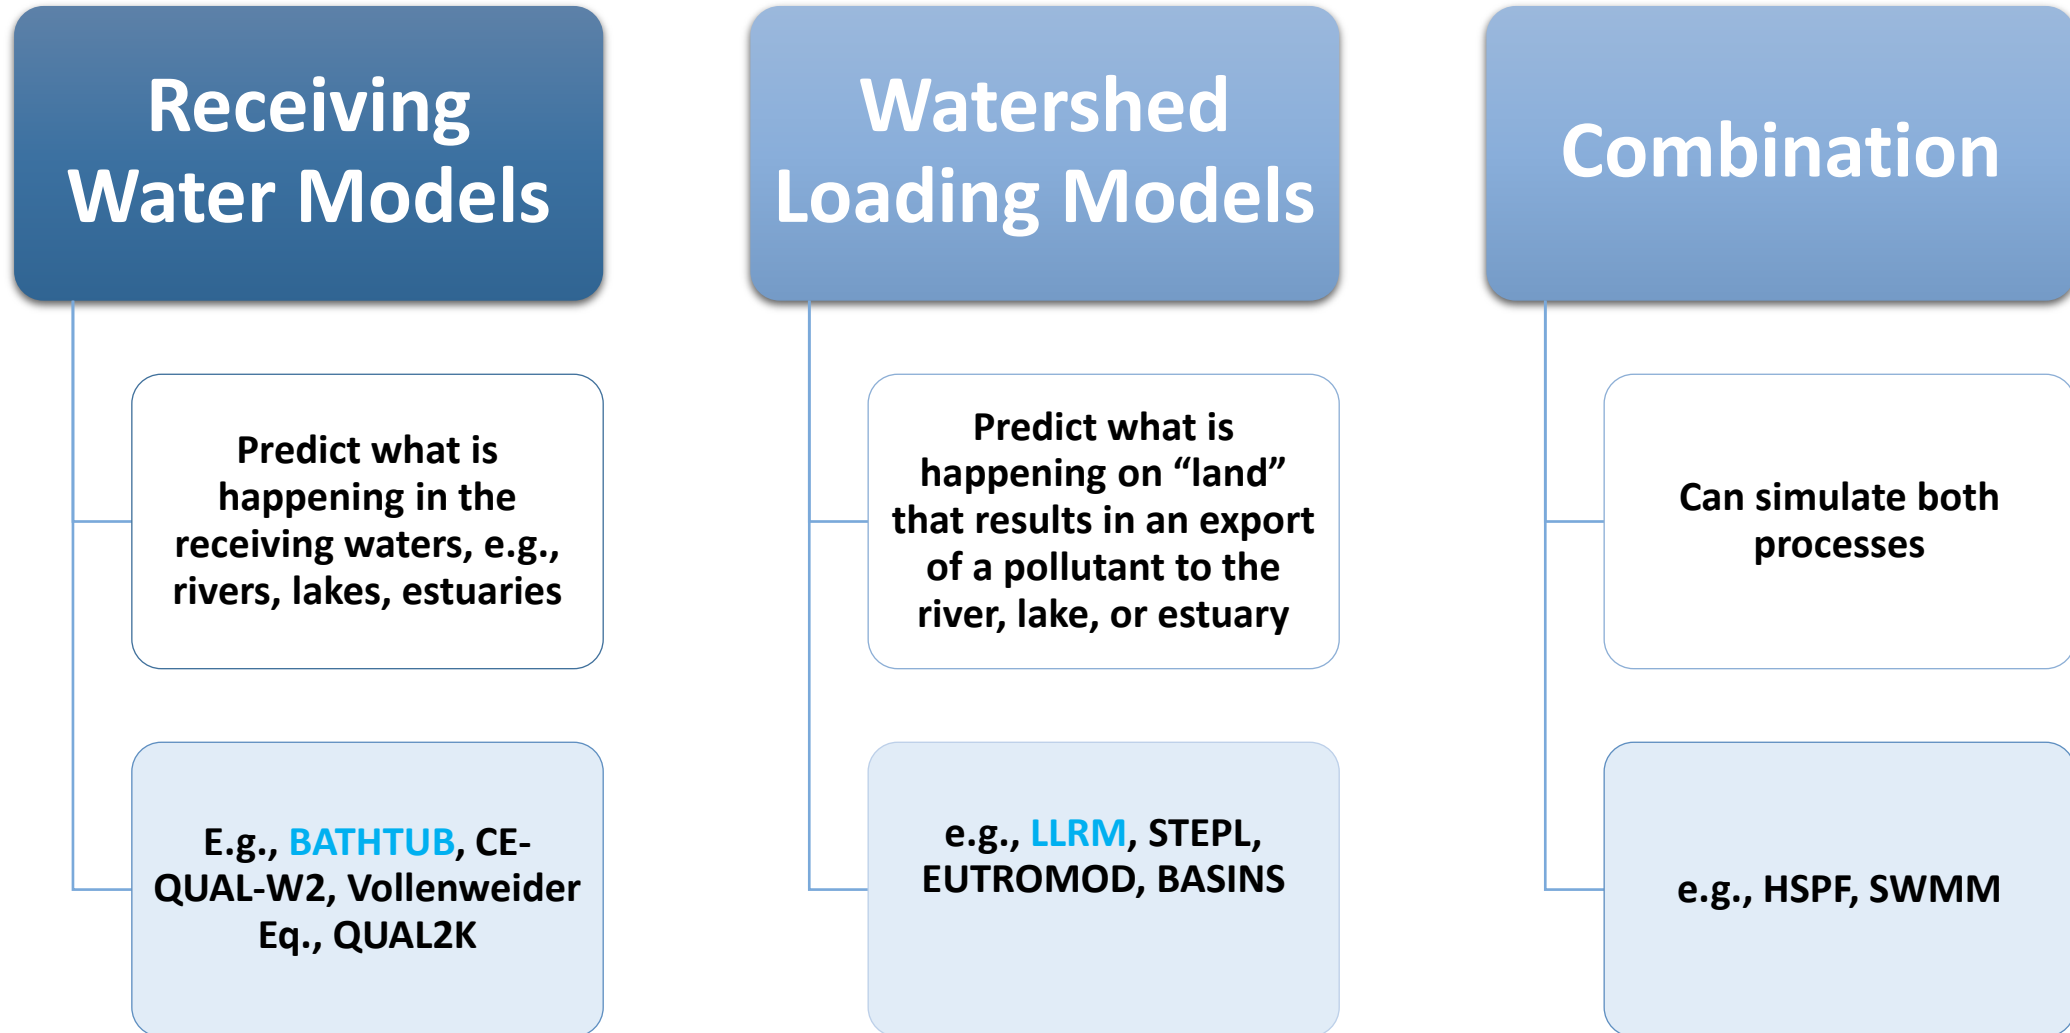 Receiving
Water Models
Predict what is
happening in the
receiving waters, e.g.,
rivers, lakes, estuaries
E.g., BATHTUB, CE-
QUAL-W2, Vollenweider
Eq., QUAL2K
Watershed
Loading Models
Predict what is
happening on “land”
that results in an export
of a pollutant to the
river, lake, or estuary
e.g., LLRM, STEPL,
EUTROMOD, BASINS
Combination
Can simulate both
processes
e.g., HSPF, SWMM